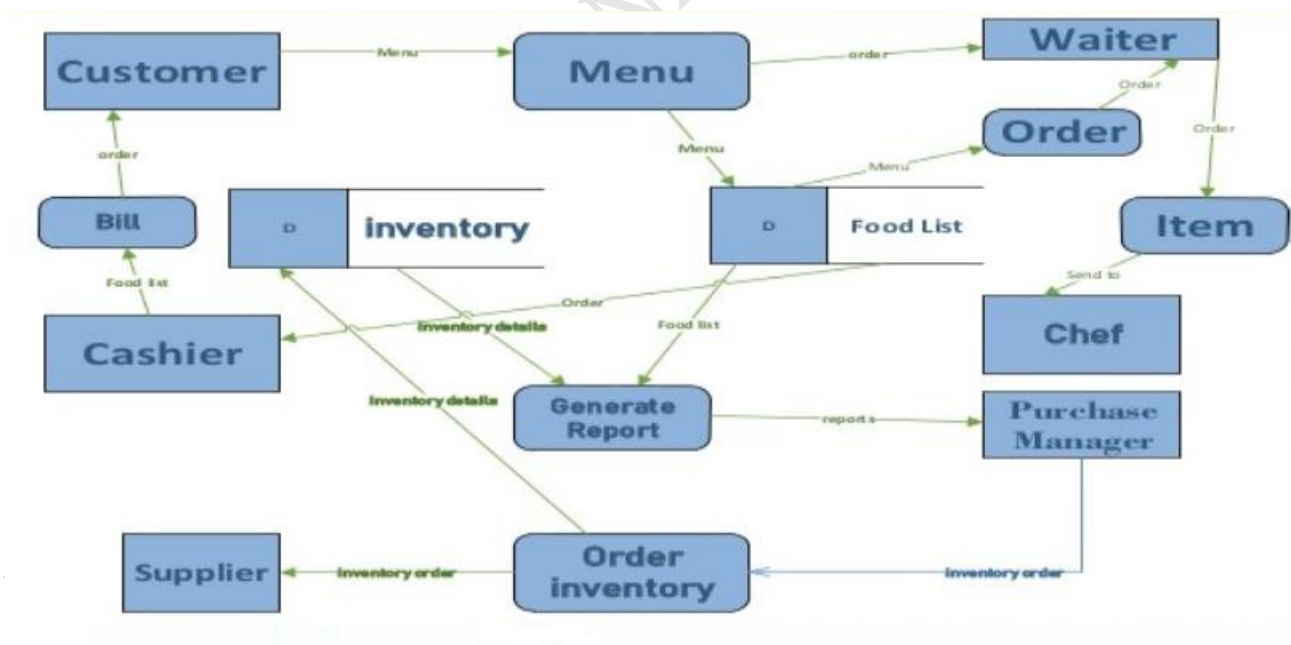 Customer
Menu
Menu
order
Waiter
Order
Order
Order
Menu
Menu
order
Bill
D
inventory
D
Food List
Item
Food list
Send to
Order
Inventory details
Food list
Chef
Cashier
Inventory details
Generate
Report
reports
Purchase
Manager
Supplier
Inventory order
Order
inventory
Inventory order